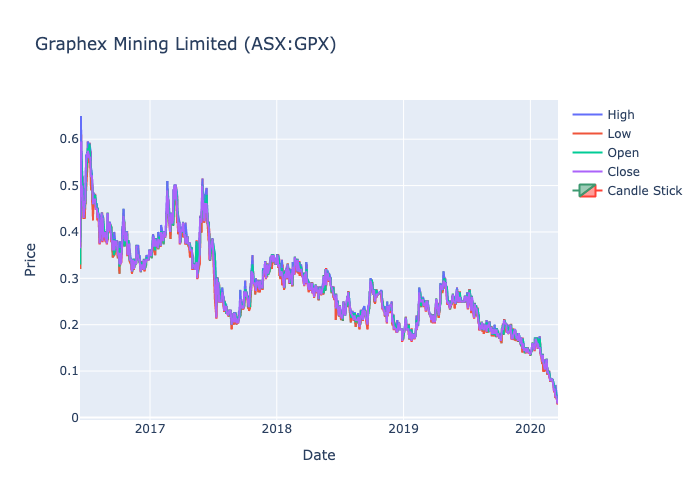 Graphex Mining Limited (ASX:GPX)
High
Low
Open
Close
Candle Stick
0.6
0.5
0.4
0.3
0.2
0.1
0
Price
2017
2018
2019
2020
Date